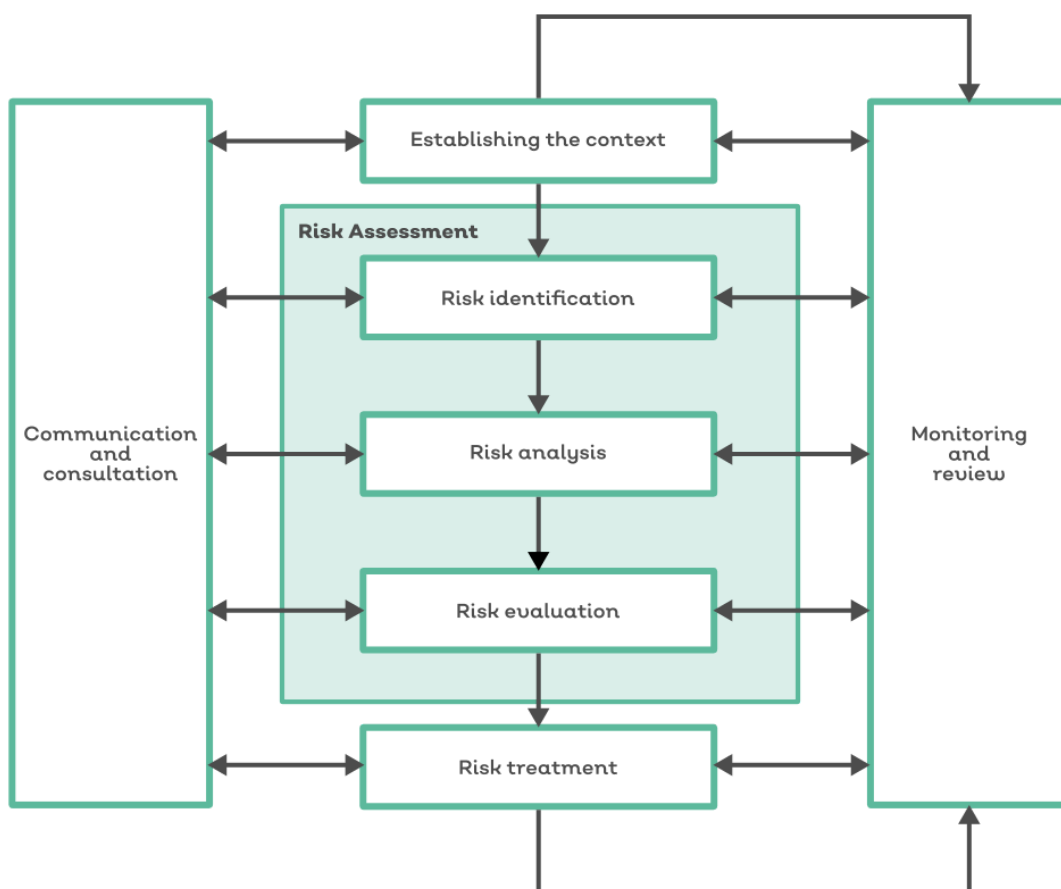 Establishing the context
Risk Assessment
Risk identification
Communication
and
consultation
Risk analysis
Monitoring
and
review
Risk evaluation
Risk treatment